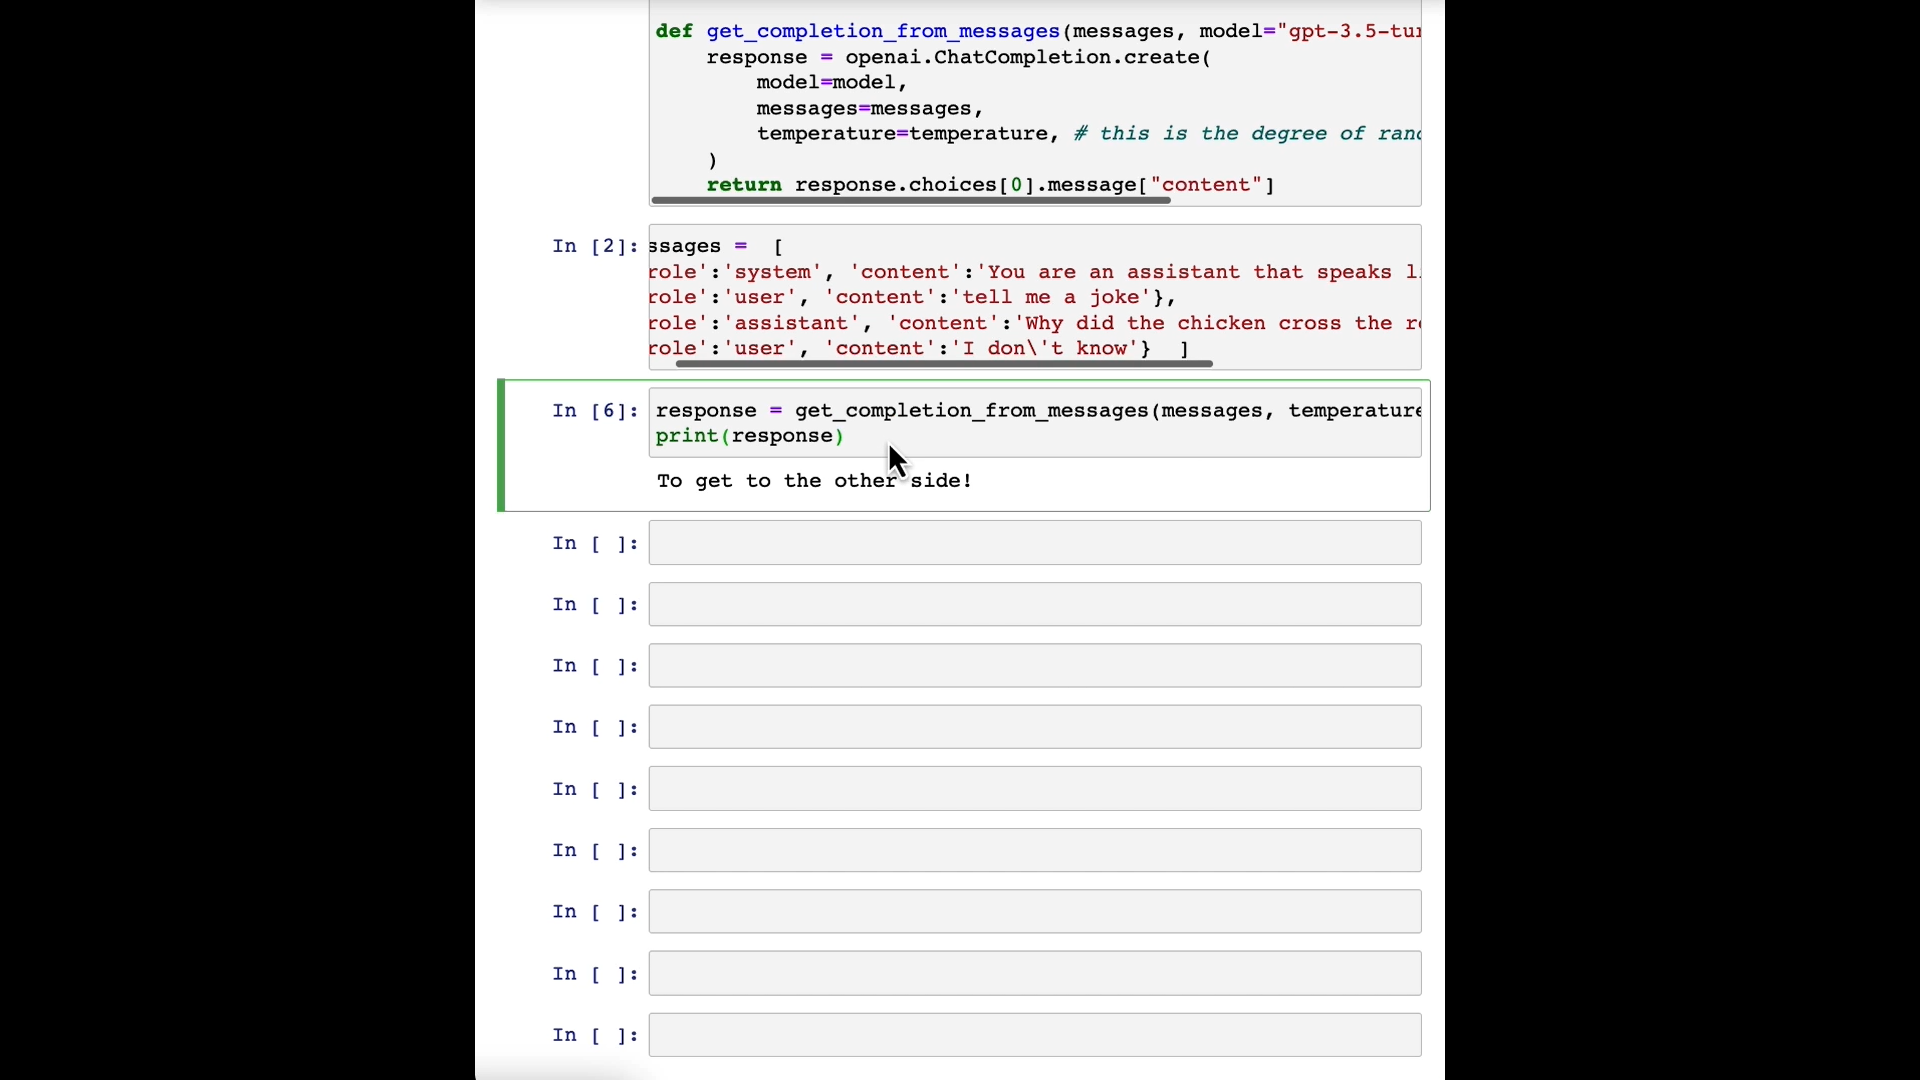 def get_completion_from_messages(messages, model="gpt-3.5-tur
response = openai.ChatCompletion.create(
model=model,
messages=messages,
temperature=temperature, # this is the degree of rand
)
return response.choices[0].message["content"]
In [2]: ssages =  [
role':'system', 'content':'You are an assistant that speaks l
role':'user', 'content':'tell me a joke'},
role':'assistant', 'content':'Why did the chicken cross the r
role':'user', 'content':'I don\'t know'}  ]
In [6]: response = get_completion_from_messages(messages, temperature
print(response)
To get to the other side!
In [ ]:
In [ ]:
In [ ]:
In [ ]:
In [ ]:
In [ ]:
In [ ]:
In [ ]:
In [ ]: